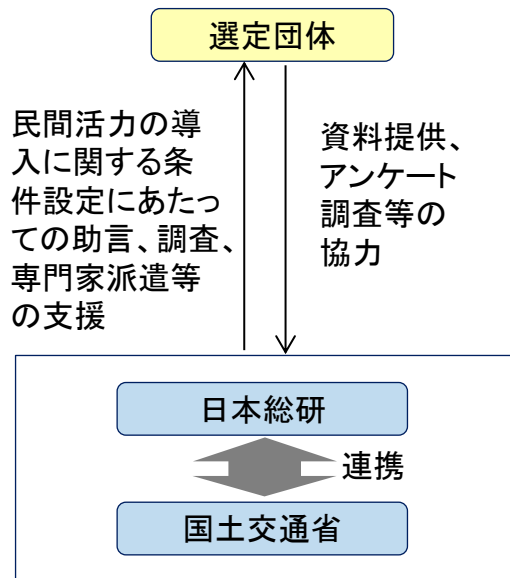 選定団体
民間活力の導
入に関する条
件設定にあたっ
ての助言、調査、
専門家派遣等
の支援
資料提供、
アンケート
調査等の
協力
日本総研
連携
国土交通省